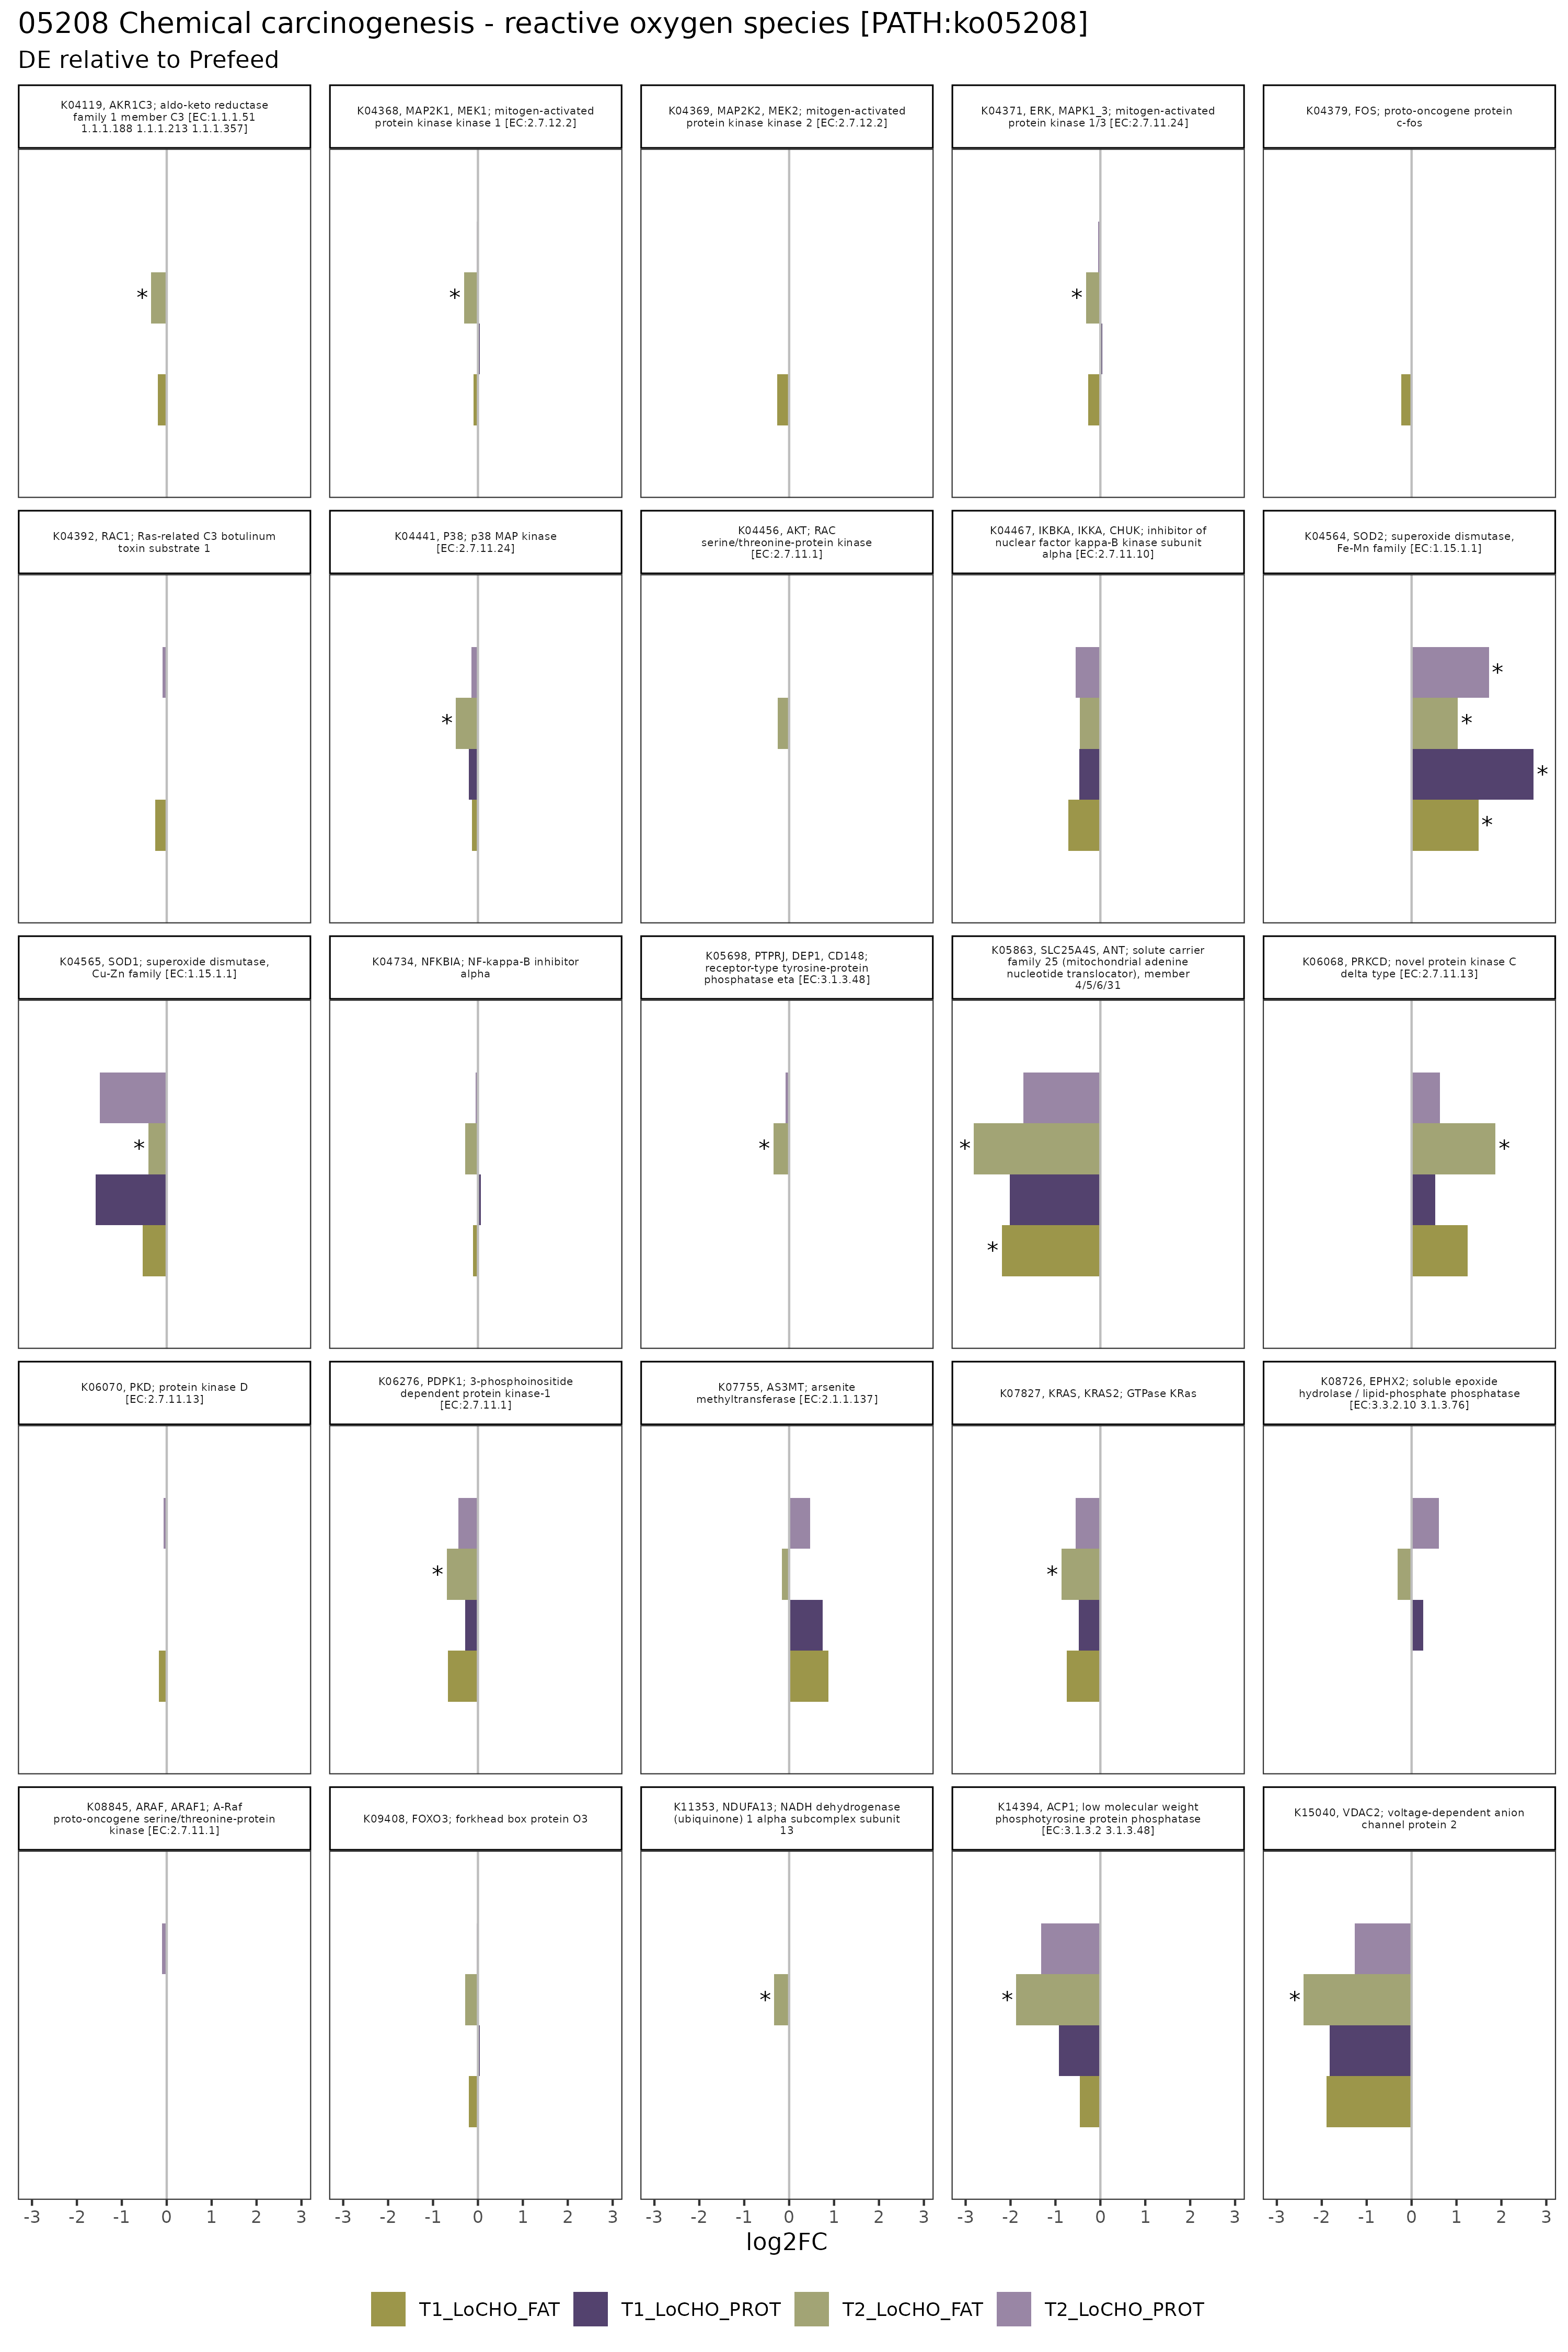 05208 Chemical carcinogenesis - reactive oxygen species [PATH:ko05208]
DE relative to Prefeed
K04119, AKR1C3; aldo-keto reductase
family 1 member C3 [EC:1.1.1.51
1.1.1.188 1.1.1.213 1.1.1.357]
K04368, MAP2K1, MEK1; mitogen-activated
protein kinase kinase 1 [EC:2.7.12.2]
K04369, MAP2K2, MEK2; mitogen-activated
protein kinase kinase 2 [EC:2.7.12.2]
K04371, ERK, MAPK1_3; mitogen-activated
protein kinase 1/3 [EC:2.7.11.24]
K04379, FOS; proto-oncogene protein
c-fos
*
*
*
K04392, RAC1; Ras-related C3 botulinum
toxin substrate 1
K04441, P38; p38 MAP kinase
[EC:2.7.11.24]
K04456, AKT; RAC
serine/threonine-protein kinase
[EC:2.7.11.1]
K04467, IKBKA, IKKA, CHUK; inhibitor of
nuclear factor kappa-B kinase subunit
alpha [EC:2.7.11.10]
K04564, SOD2; superoxide dismutase,
Fe-Mn family [EC:1.15.1.1]
*
*
*
*
*
K04565, SOD1; superoxide dismutase,
Cu-Zn family [EC:1.15.1.1]
K04734, NFKBIA; NF-kappa-B inhibitor
alpha
K05698, PTPRJ, DEP1, CD148;
receptor-type tyrosine-protein
phosphatase eta [EC:3.1.3.48]
K05863, SLC25A4S, ANT; solute carrier
family 25 (mitochondrial adenine
nucleotide translocator), member
4/5/6/31
K06068, PRKCD; novel protein kinase C
delta type [EC:2.7.11.13]
*
*
*
*
*
K06070, PKD; protein kinase D
[EC:2.7.11.13]
K06276, PDPK1; 3-phosphoinositide
dependent protein kinase-1
[EC:2.7.11.1]
K07755, AS3MT; arsenite
methyltransferase [EC:2.1.1.137]
K07827, KRAS, KRAS2; GTPase KRas
K08726, EPHX2; soluble epoxide
hydrolase / lipid-phosphate phosphatase
[EC:3.3.2.10 3.1.3.76]
*
*
K08845, ARAF, ARAF1; A-Raf
proto-oncogene serine/threonine-protein
kinase [EC:2.7.11.1]
K09408, FOXO3; forkhead box protein O3
K11353, NDUFA13; NADH dehydrogenase
(ubiquinone) 1 alpha subcomplex subunit
13
K14394, ACP1; low molecular weight
phosphotyrosine protein phosphatase
[EC:3.1.3.2 3.1.3.48]
K15040, VDAC2; voltage-dependent anion
channel protein 2
*
*
*
-3 -2 -1 0 1 2 3
-3 -2 -1 0 1 2 3
-3 -2 -1 0 1 2 3
-3 -2 -1 0 1 2 3
-3 -2 -1 0 1 2 3
log2FC
T1_LoCHO_FAT T1_LoCHO_PROT T2_LoCHO_FAT T2_LoCHO_PROT